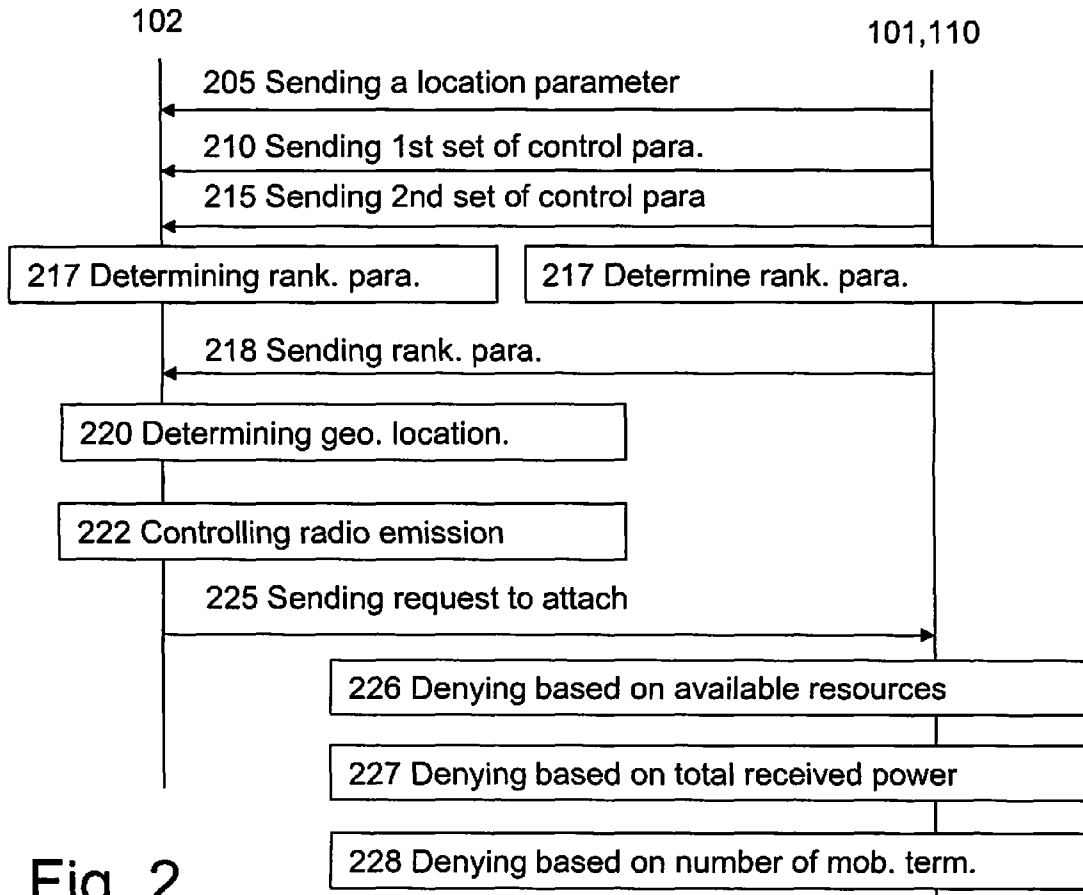 102
101,110
205 Sending a location parameter
210 Sending 1st set of control para.
215 Sending 2nd set of control para
217 Determining rank. para.
217 Determine rank. para.
218 Sending rank. para.
220 Determining geo. location.
222 Controlling radio emission
225 Sending request to attach
226 Denying based on available resources
227 Denying based on total received power
228 Denying based on number of mob. term.
Fig. 2